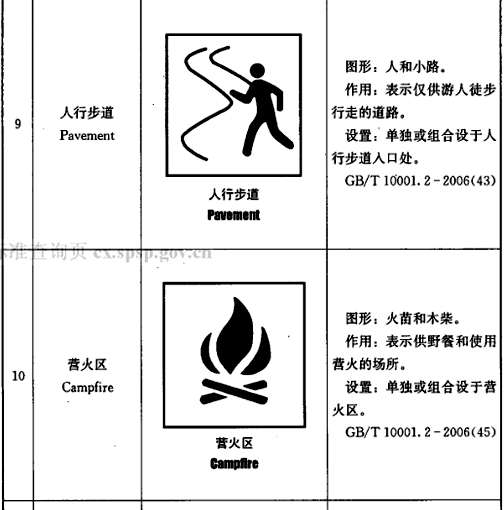 9
人行步道
Pavement
人行步道
Pavement
图形：人和小路。
作用：表示仅供游人徒步
行走的道路。
设置：单独或组合设于人
行步道入口处。
GB/T 10001.2-2006(43)
准查询页 cx.spsp.gov.cn
10
营火区
Campfire
营火区
Campfire
图形：火苗和木柴。
作用：表示供野餐和使用
营火的场所。
设置：单独或组合设于营
火区。
GB/T 10001.2-2006(45)